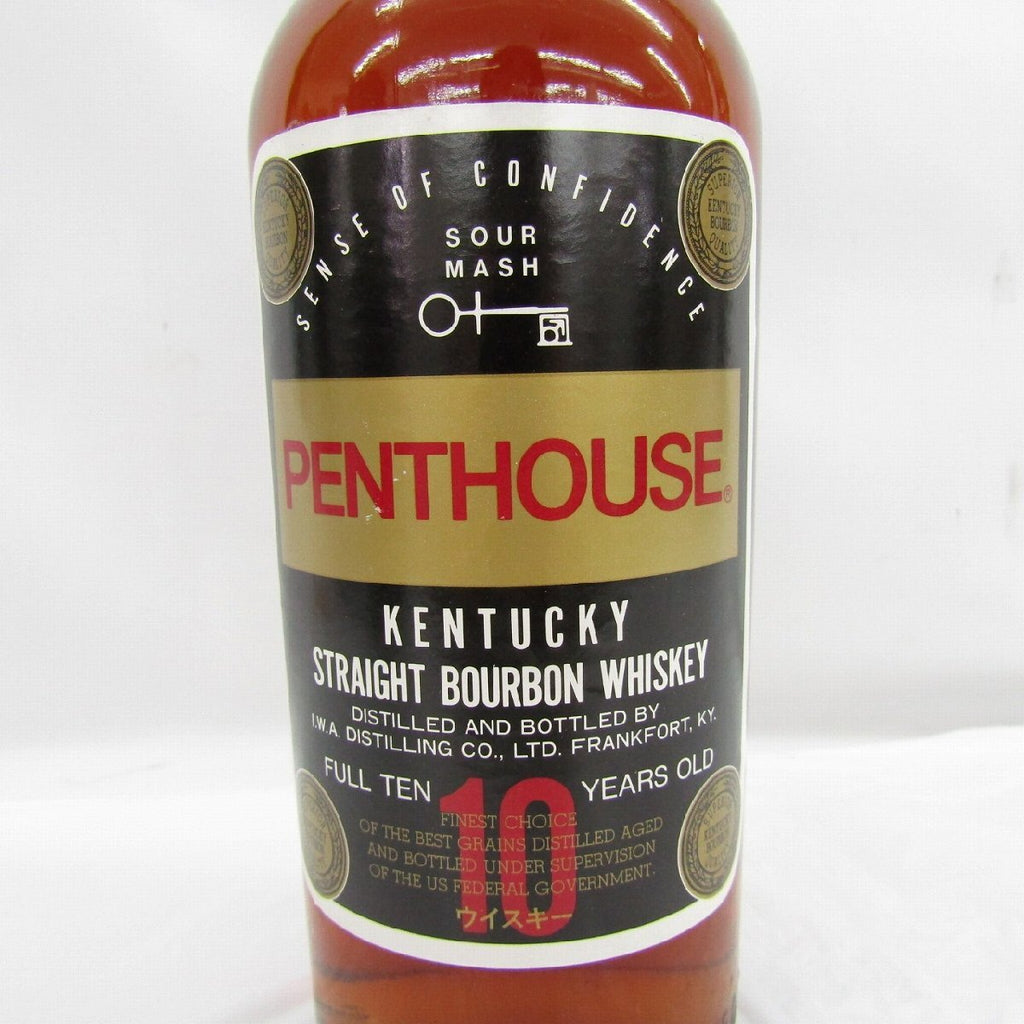 SENSE OF CONFIDENCE
SOUR
MASH
PENTHOUSE®
KENTUCKY
STRAIGHT BOURBON WHISKEY
DISTILLED AND BOTTLED BY
I.W.A. DISTILLING CO., LTD. FRANKFORT, KY.
FULL TEN 10 YEARS OLD
FINEST CHOICE
OF THE BEST GRAINS DISTILLED AGED
AND BOTTLED UNDER SUPERVISION
OF THE US FEDERAL GOVERNMENT.
ウイスキー
KENTUCKY
BOURBON